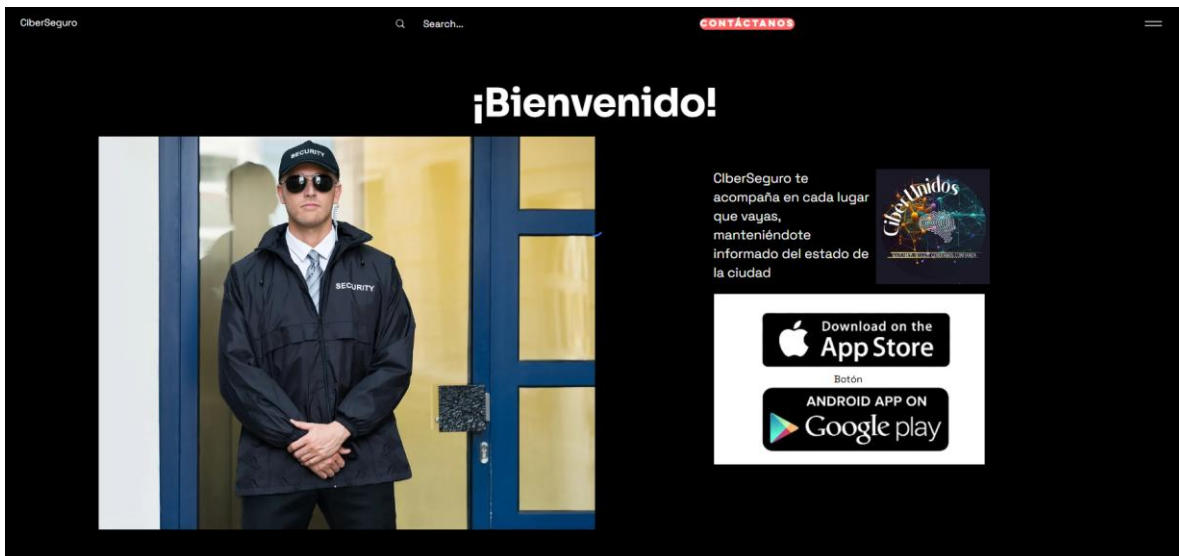 CIberSeguro
Search...
CONTÁCTANOS
¡Bienvenido!
SECURITY
SECURITY
CIberSeguro te
acompaña en cada lugar
que vayas,
manteniéndote
informado del estado de
la ciudad
CiberUnidos
Download on the
App Store
Botón
ANDROID APP ON
Google play